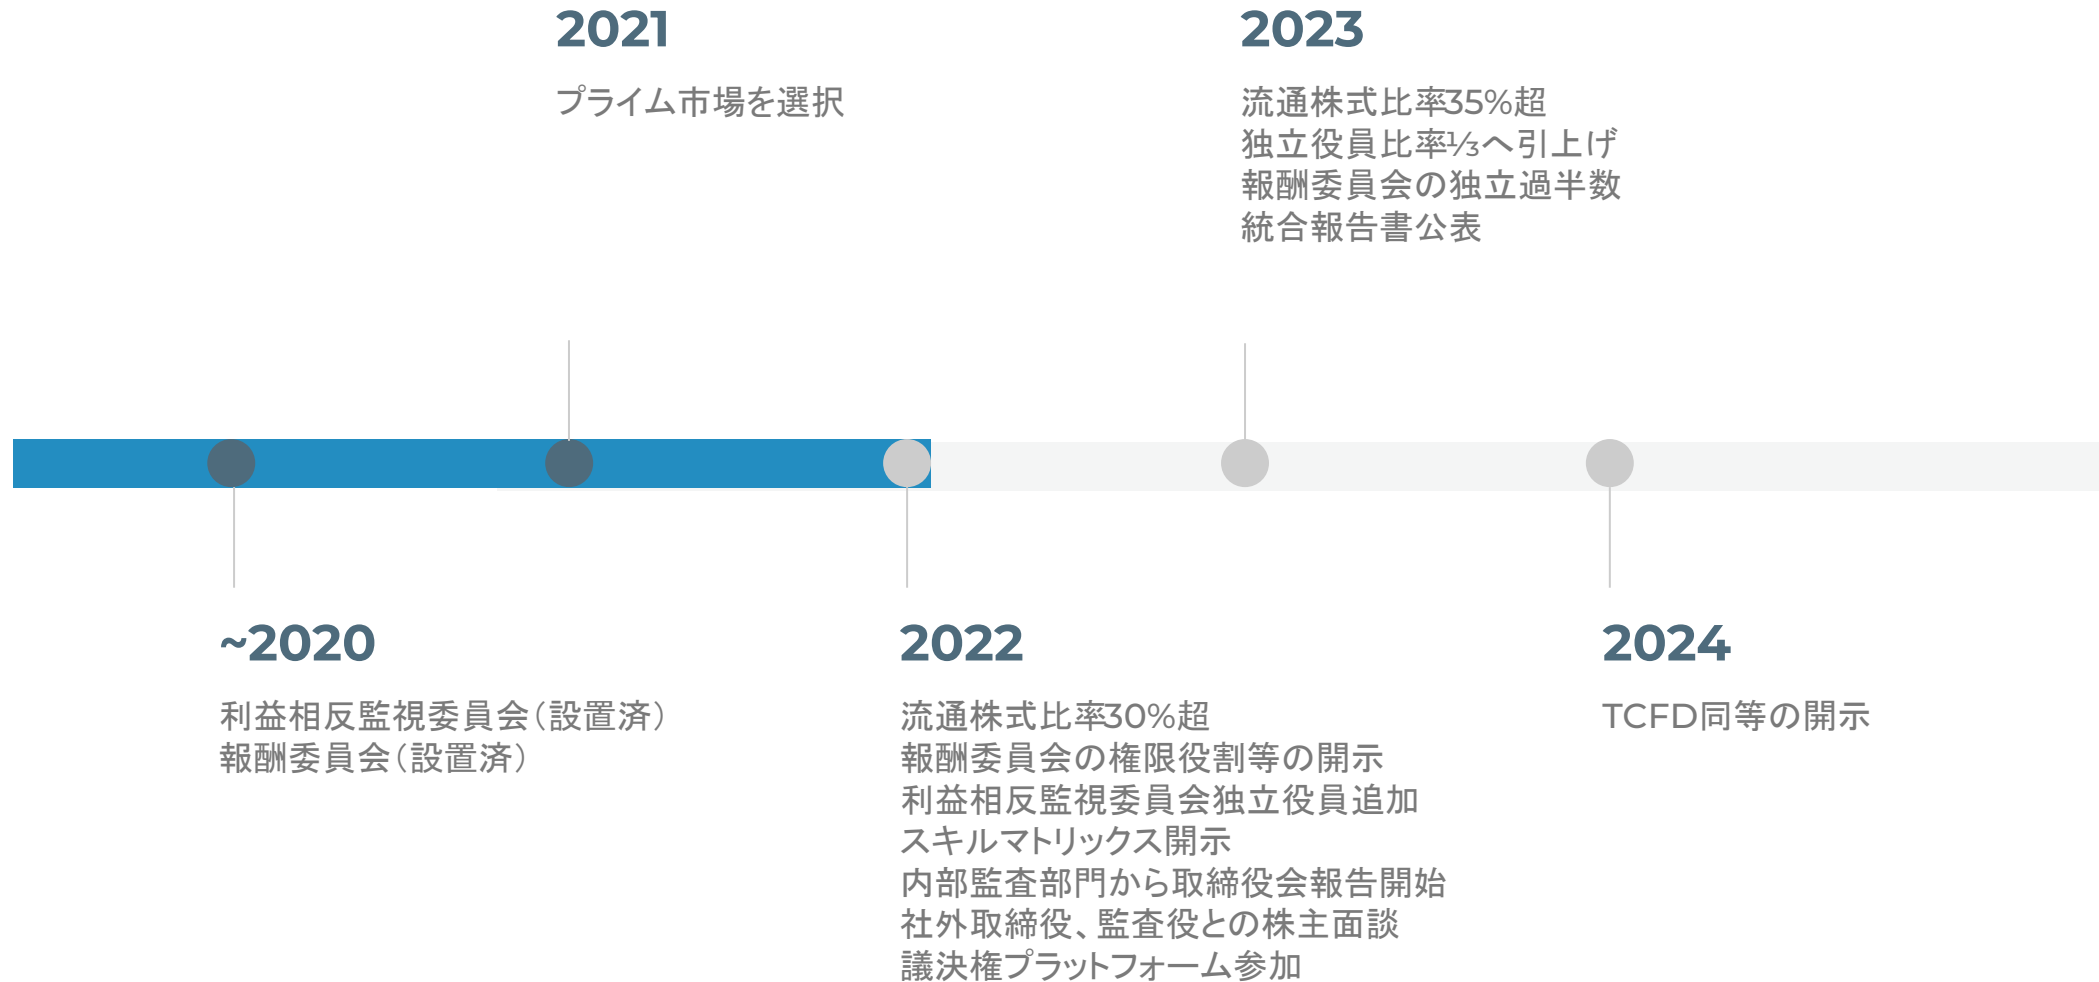 2021
プライム市場を選択
2023
流通株式比率35%超
独立役員比率⅓へ引上げ
報酬委員会の独立過半数
統合報告書公表
~2020
利益相反監視委員会（設置済）
報酬委員会（設置済）
2022
流通株式比率30%超
報酬委員会の権限役割等の開示
利益相反監視委員会独立役員追加
スキルマトリックス開示
内部監査部門から取締役会報告開始
社外取締役、監査役との株主面談
議決権プラットフォーム参加
2024
TCFD同等の開示